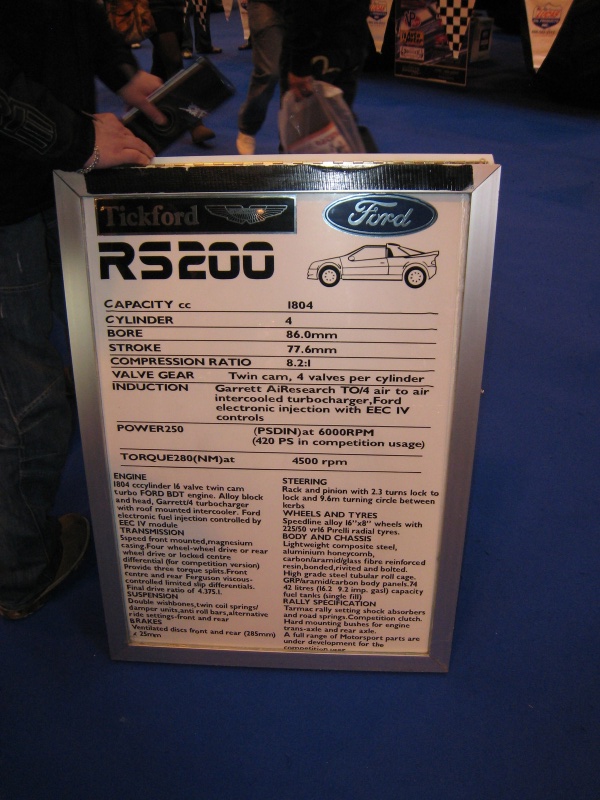 Tickford
Ford
RS200
CAPACITY cc 1804
CYLINDER 4
BORE 86.0mm
STROKE 77.6mm
COMPRESSION RATIO 8.2:1
VALVE GEAR Twin cam, 4 valves per cylinder
INDUCTION Garrett AiResearch TO/4 air to air
intercooled turbocharger,Ford
electronic injection with EEC IV
controls
POWER250 (PSDIN)at 6000RPM
(420 PS in competition usage)
TORQUE280(NM)at 4500 rpm
ENGINE
1804 cccylinder 16 valve twin cam
turbo FORD BDT engine. Alloy block
and head, Garrett/4 turbocharger
with roof mounted intercooler. Ford
electronic fuel injection controlled by
EEC IV module
TRANSMISSION
5speed front mounted,magnesium
casing.Four wheel-wheel drive or rear
wheel drive or locked centre
differential (for competition version)
Provide three torque splits.Front
centre and rear Ferguson viscous-
controlled limited slip differentials.
Final drive ratio of 4.375.1.
SUSPENSION
Double wishbones,twin coil springs/
damper units,anti roll bars,alternative
ride settings-front and rear
BRAKES
Ventilated discs front and rear (285mm)
x 25mm
STEERING
Rack and pinion with 2.3 turns lock to
lock and 9.6m turning circle between
kerbs
WHEELS AND TYRES
Speedline alloy 16"x8" wheels with
225/50 vr16 Pirelli radial tyres.
BODY AND CHASSIS
Lightweight composite steel,
aluminium honeycomb,
carbon/aramid/glass fibre reinforced
resin,bonded,rivited and bolted.
High grade steel tubular roll cage.
GRP/aramid/carbon body panels.74
42 litres (16.2 9.2 imp. gasl) capacity
fuel tanks (single fill)
RALLY SPECIFICATION
Tarmac rally setting shock absorbers
and road springs.Competition clutch.
Hard mounting bushes for engine
trans-axle and rear axle.
A full range of Motorsport parts are
under development for the
competition user